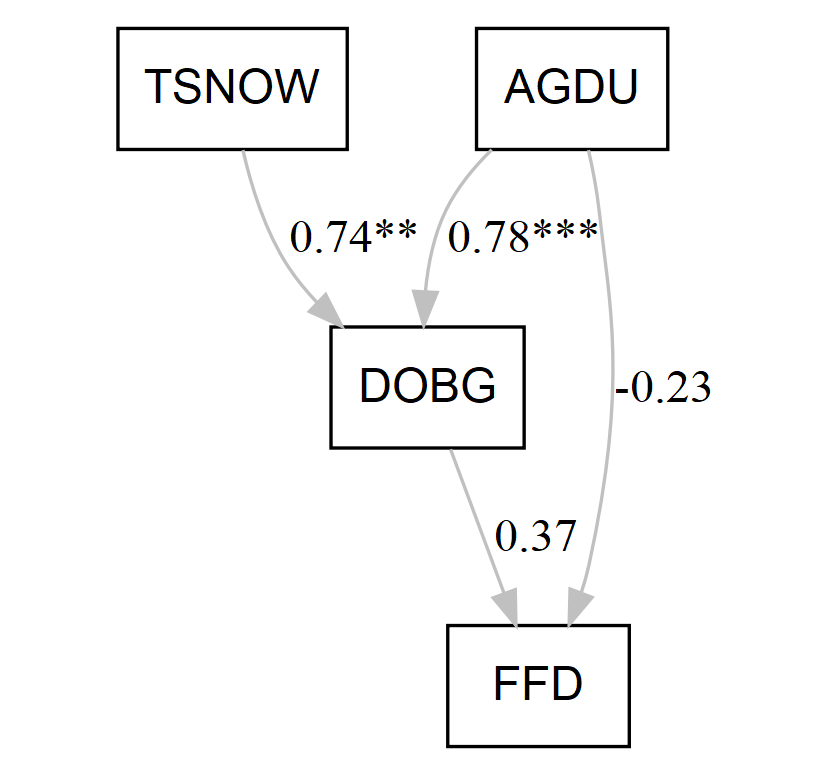 TSNOW
AGDU
0.74**
0.78***
DOBG
-0.23
0.37
FFD